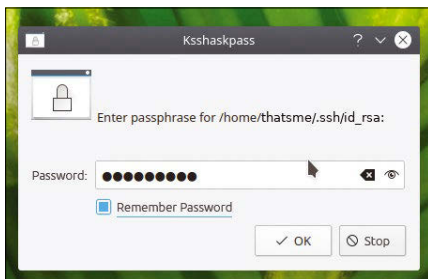 Ksshaskpass
Enter passphrase for /home/thatsme/.ssh/id_rsa:
Password: ●●●●●●●●●
Remember Password
OK Stop